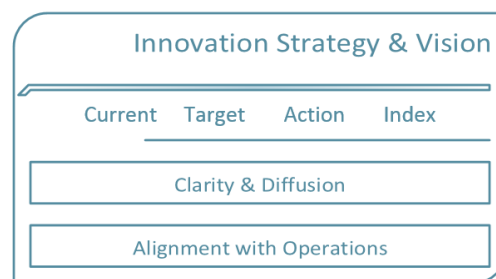 Innovation Strategy & Vision
Current Target Action Index
Clarity & Diffusion
Alignment with Operations